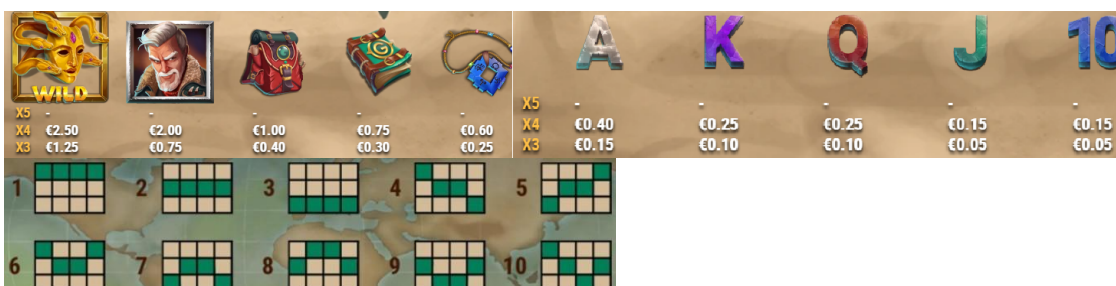 WILD
A K Q J 10
X5 - - - - -
X4 €2.50 €2.00 €1.00 €0.75 €0.60
X3 €1.25 €0.75 €0.40 €0.30 €0.25
X5 - - - - -
X4 €0.40 €0.25 €0.25 €0.15 €0.15
X3 €0.15 €0.10 €0.10 €0.05 €0.05
1 2 3 4 5
6 7 8 9 10